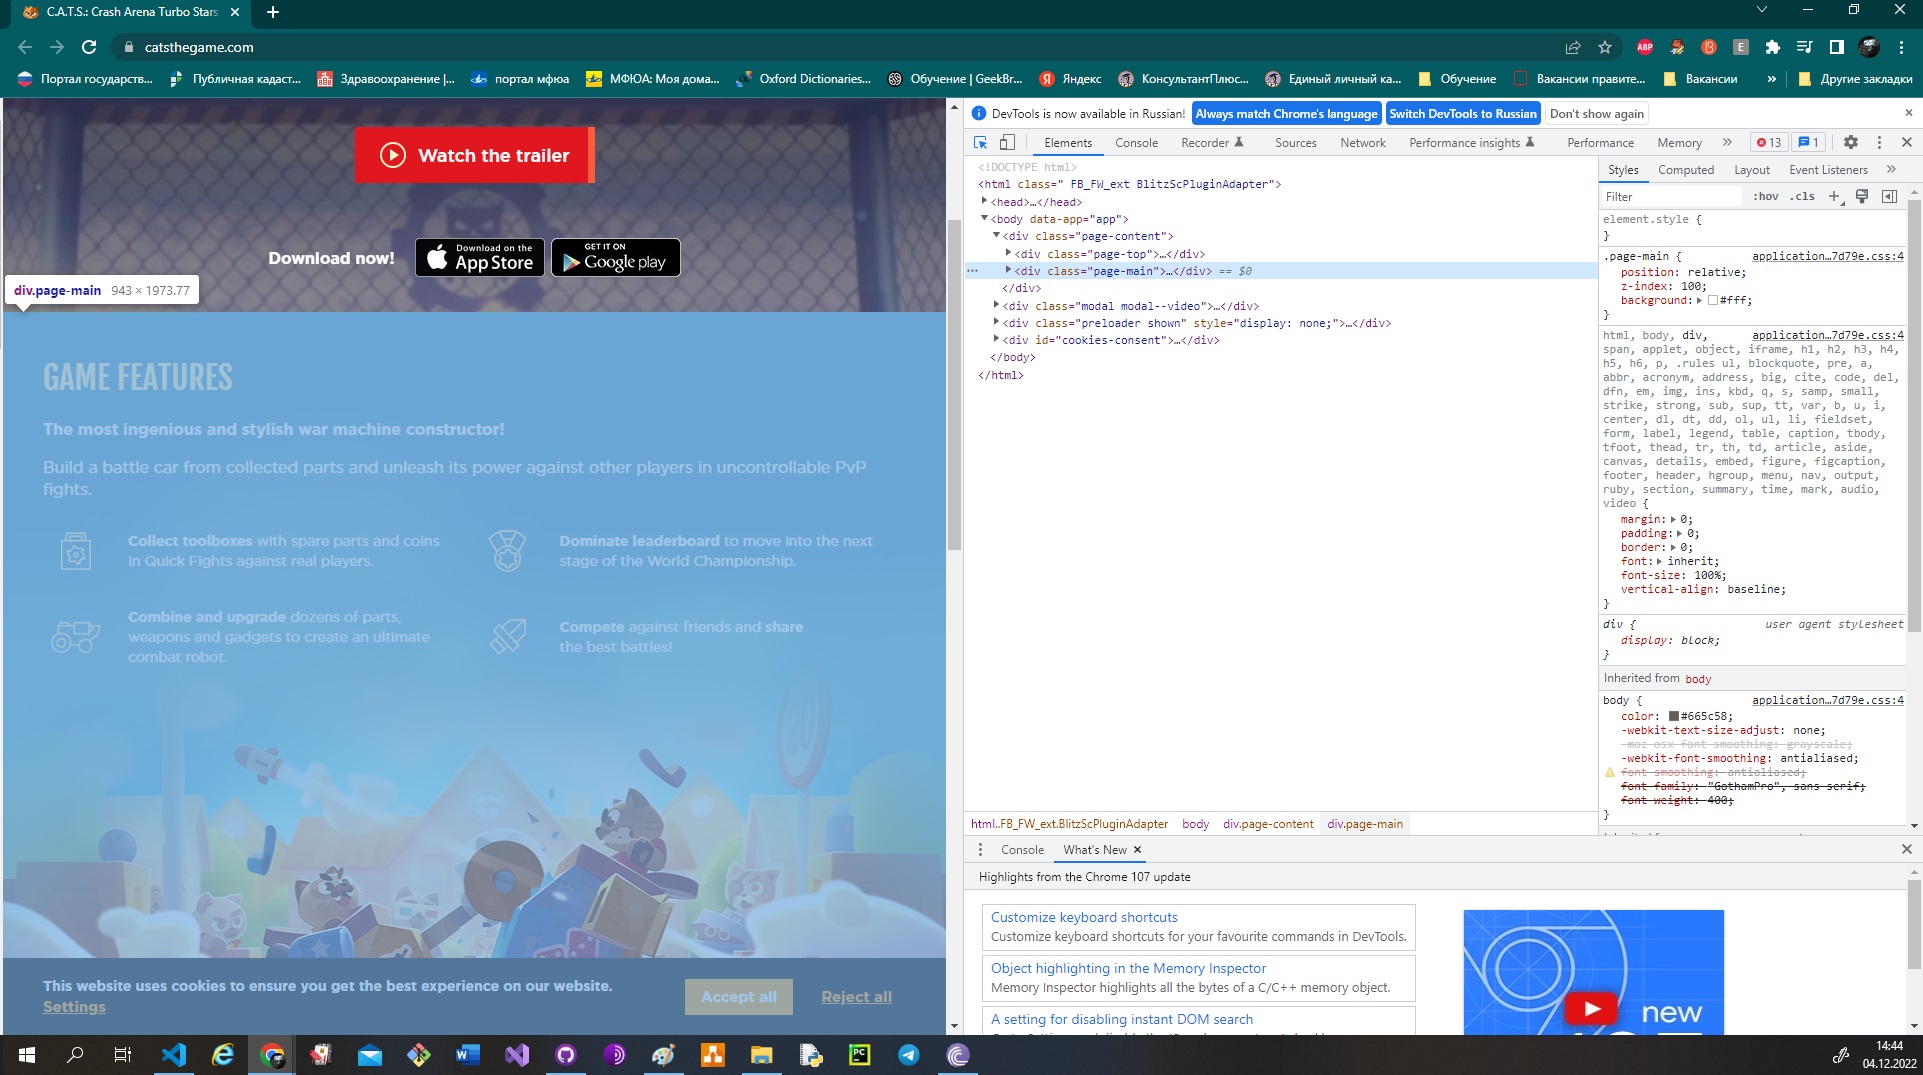 C.A.T.S.: Crash Arena Turbo Stars
catsthegame.com
ABP
E
Портал государств...
Публичная кадаст...
Здравоохранение |...
портал мфюа
МФЮА: Моя дома...
Oxford Dictionaries...
Обучение | GeekBr...
Яндекс
КонсультантПлюс...
Единый личный ка...
Обучение
Вакансии правите...
Вакансии
»
Другие закладки
Watch the trailer
Download now!
Download on the
App Store
GET IT ON
Google play
div.page-main 943 × 1973.77
GAME FEATURES
The most ingenious and stylish war machine constructor!
Build a battle car from collected parts and unleash its power against other players in uncontrollable PvP
fights.
Collect toolboxes with spare parts and coins
in Quick Fights against real players.
Dominate leaderboard to move into the next
stage of the World Championship.
Combine and upgrade dozens of parts,
weapons and gadgets to create an ultimate
combat robot.
Compete against friends and share
the best battles!
This website uses cookies to ensure you get the best experience on our website.
Settings
Accept all
Reject all
DevTools is now available in Russian!
Always match Chrome's language
Switch DevTools to Russian
Don't show again
Elements
Console
Recorder
Sources
Network
Performance insights
Performance
Memory
»
13
1
<!DOCTYPE html>
<html class=" FB_FW_ext BlitzScPluginAdapter">
<head>…</head>
<body data-app="app">
<div class="page-content">
<div class="page-top">…</div>
<div class="page-main">…</div> == $0
</div>
<div class="modal modal--video">…</div>
<div class="preloader shown" style="display: none;">…</div>
<div id="cookies-consent">…</div>
</body>
</html>
html..FB_FW_ext.BlitzScPluginAdapter
body
div.page-content
div.page-main
Styles
Computed
Layout
Event Listeners
»
Filter
:hov
.cls
element.style {
}
.page-main { application…7d79e.css:4
position: relative;
z-index: 100;
background: #fff;
}
html, body, div, application…7d79e.css:4
span, applet, object, iframe, h1, h2, h3, h4,
h5, h6, p, .rules ul, blockquote, pre, a,
abbr, acronym, address, big, cite, code, del,
dfn, em, img, ins, kbd, q, s, samp, small,
strike, strong, sub, sup, tt, var, b, u, i,
center, dl, dt, dd, ol, ul, li, fieldset,
form, label, legend, table, caption, tbody,
tfoot, thead, tr, th, td, article, aside,
canvas, details, embed, figure, figcaption,
footer, header, hgroup, menu, nav, output,
ruby, section, summary, time, mark, audio,
video {
margin: 0;
padding: 0;
border: 0;
font: inherit;
font-size: 100%;
vertical-align: baseline;
}
div { user agent stylesheet
display: block;
}
Inherited from body
body { application…7d79e.css:4
color: #665c58;
-webkit-text-size-adjust: none;
-moz-osx-font-smoothing: grayscale;
-webkit-font-smoothing: antialiased;
font-smoothing: antialiased;
font-family: "GothamPro", sans-serif;
font-weight: 400;
}
Console
What's New
Highlights from the Chrome 107 update
Customize keyboard shortcuts
Customize keyboard shortcuts for your favourite commands in DevTools.
Object highlighting in the Memory Inspector
Memory Inspector highlights all the bytes of a C/C++ memory object.
A setting for disabling instant DOM search
new
PC
14:44
04.12.2022